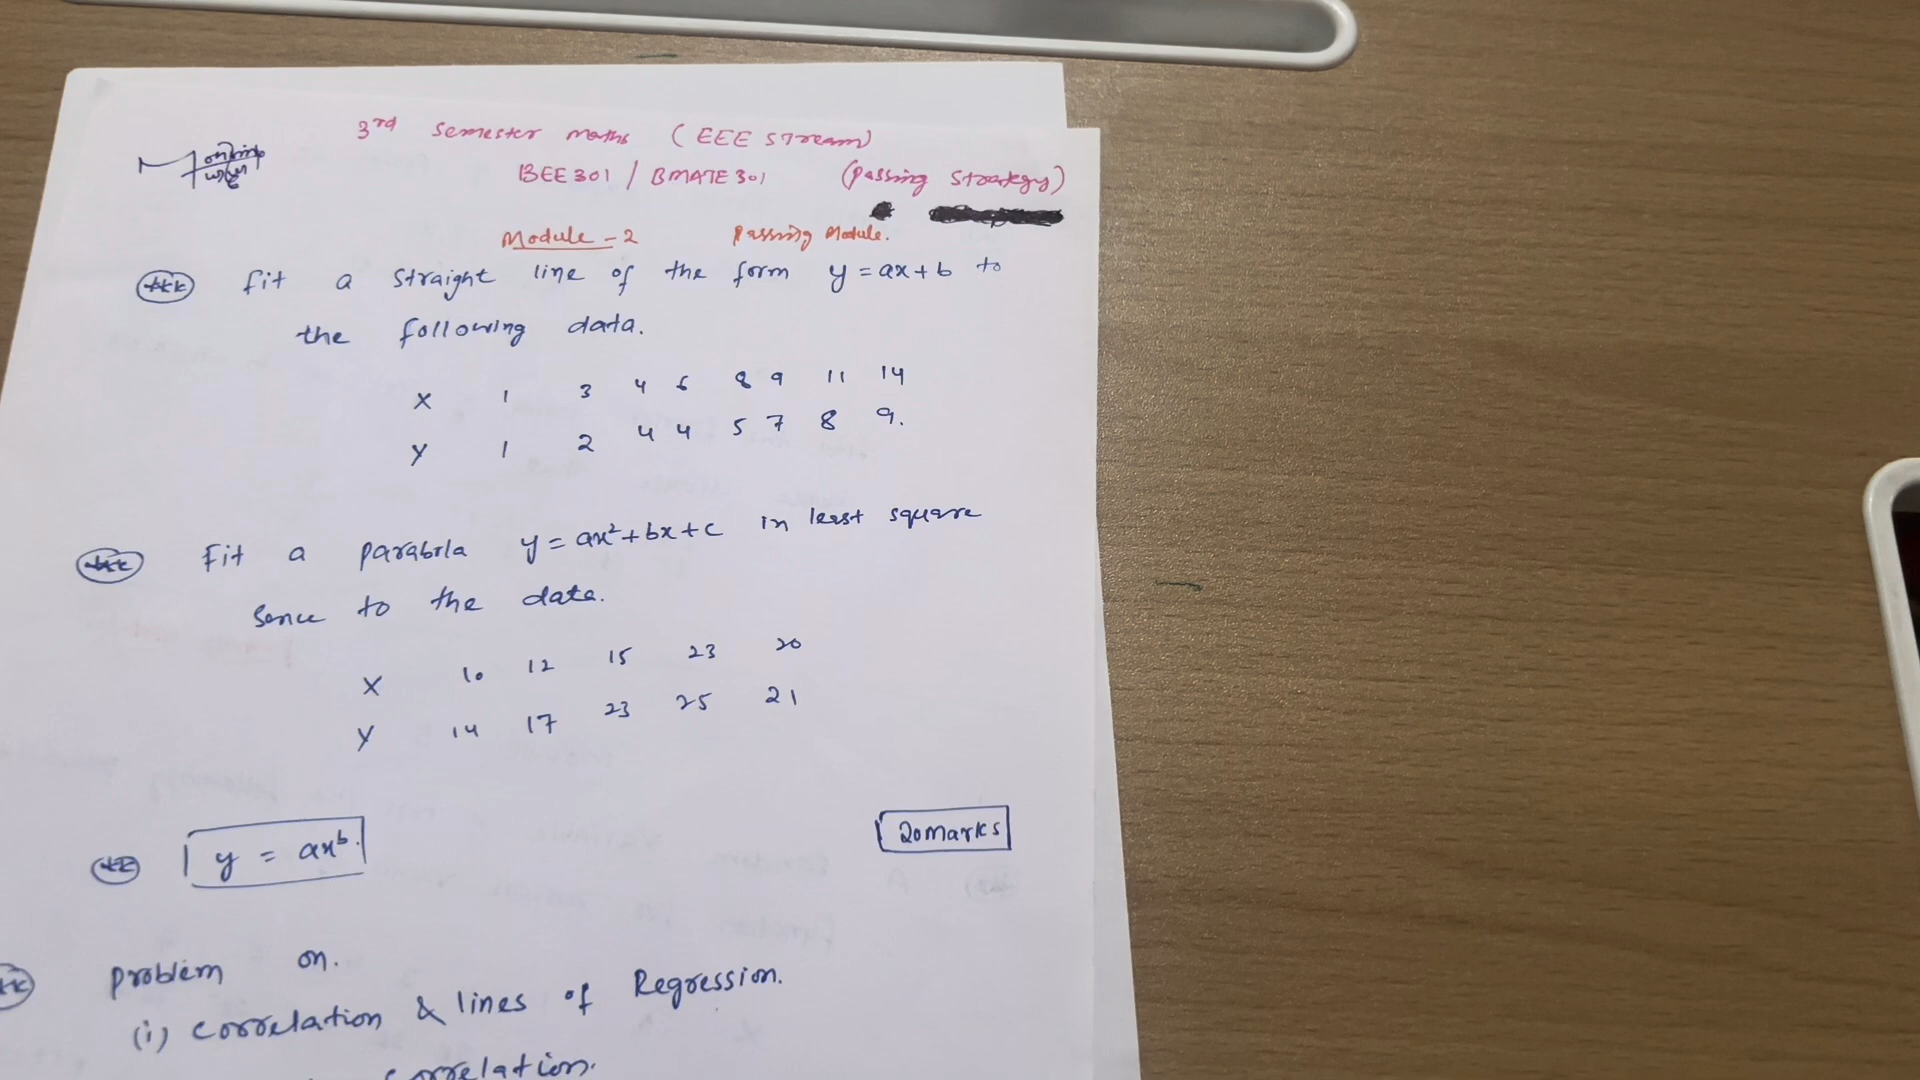 3rd Semester maths (EEE Stream)
BEE301 / BMATE301 (Passing Strategy)
Module-2 Passing Module.
Fit a straight line of the form y = ax + b to
the following data.
X 1 3 4 6 8 9 11 14
Y 1 2 4 4 5 7 8 9.
Fit a parabola y = ax² + bx + c in least square
Sence to the data.
X 10 12 15 23 20
Y 14 17 23 25 21
y = axᵇ.
20marks
Problem on.
(i) Correlation & lines of Regression.
correlation.